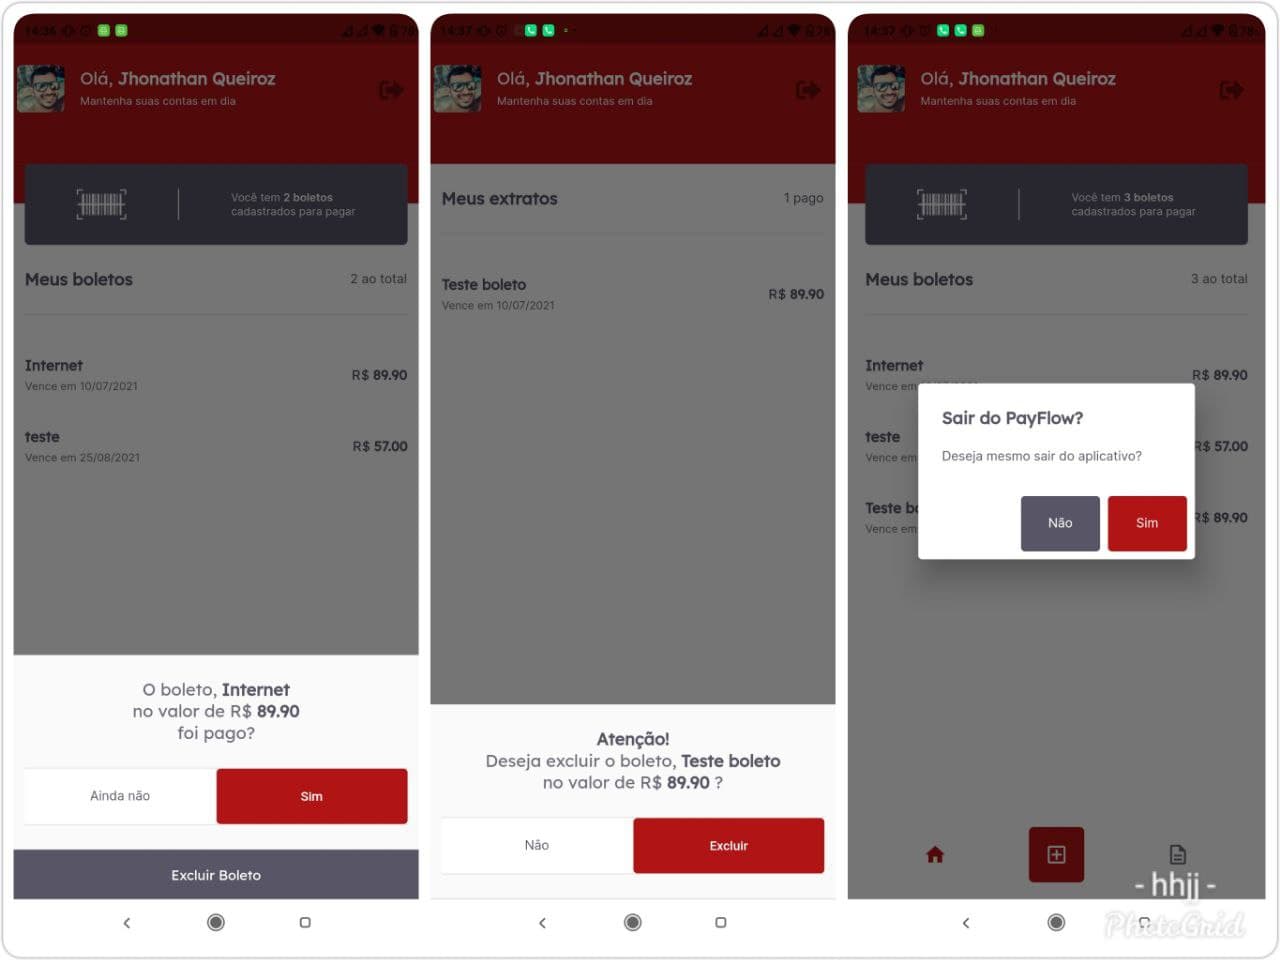 14:36
Olá, Jhonathan Queiroz
Mantenha suas contas em dia
Você tem 2 boletos
cadastrados para pagar
Meus boletos
2 ao total
Internet
Vence em 10/07/2021
R$ 89.90
teste
Vence em 25/08/2021
R$ 57.00
O boleto, Internet
no valor de R$ 89.90
foi pago?
Ainda não
Sim
Excluir Boleto
14:37
Olá, Jhonathan Queiroz
Mantenha suas contas em dia
Meus extratos
1 pago
Teste boleto
Vence em 10/07/2021
R$ 89.90
Atenção!
Deseja excluir o boleto, Teste boleto
no valor de R$ 89.90 ?
Não
Excluir
14:37
Olá, Jhonathan Queiroz
Mantenha suas contas em dia
Você tem 3 boletos
cadastrados para pagar
Meus boletos
3 ao total
Internet
Vence em
R$ 89.90
teste
Vence em
R$ 57.00
Teste bo
Vence em
R$ 89.90
Sair do PayFlow?
Deseja mesmo sair do aplicativo?
Não
Sim
- hhjj -
PhotoGrid